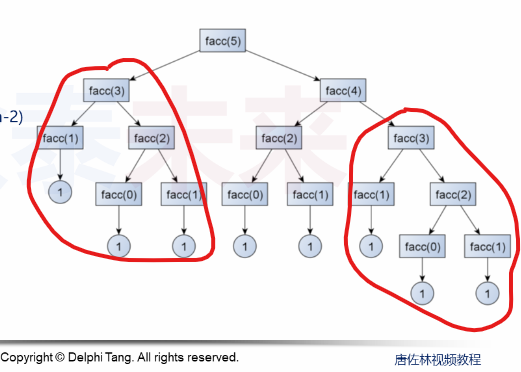 facc(5)
facc(3) facc(4)
n-2)
facc(1) facc(2) facc(2) facc(3)
1 facc(0) facc(1) facc(0) facc(1) facc(1) facc(2)
1 1 1 1 1 facc(0) facc(1)
1 1
Copyright © Delphi Tang. All rights reserved.
唐佐林视频教程